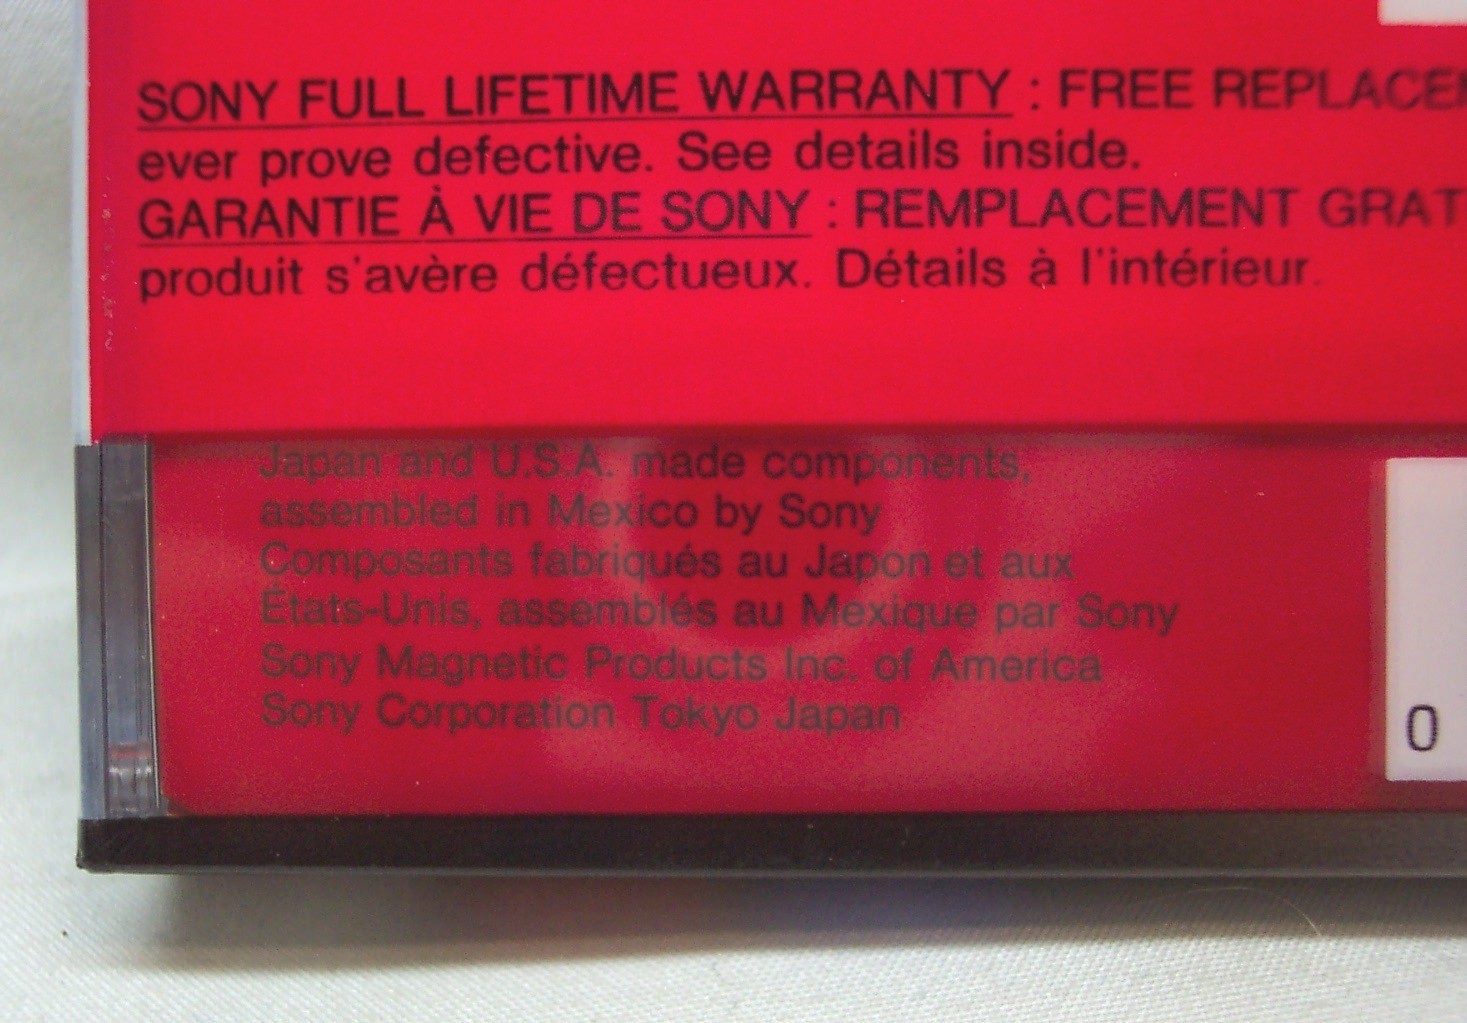 SONY FULL LIFETIME WARRANTY : FREE REPLACEM
ever prove defective. See details inside.
GARANTIE À VIE DE SONY : REMPLACEMENT GRAT
produit s'avère défectueux. Détails à l'intérieur.
Japan and U.S.A. made components,
assembled in Mexico by Sony
Composants fabriqués au Japon et aux
États-Unis, assemblés au Mexique par Sony
Sony Magnetic Products Inc. of America
Sony Corporation Tokyo Japan
0